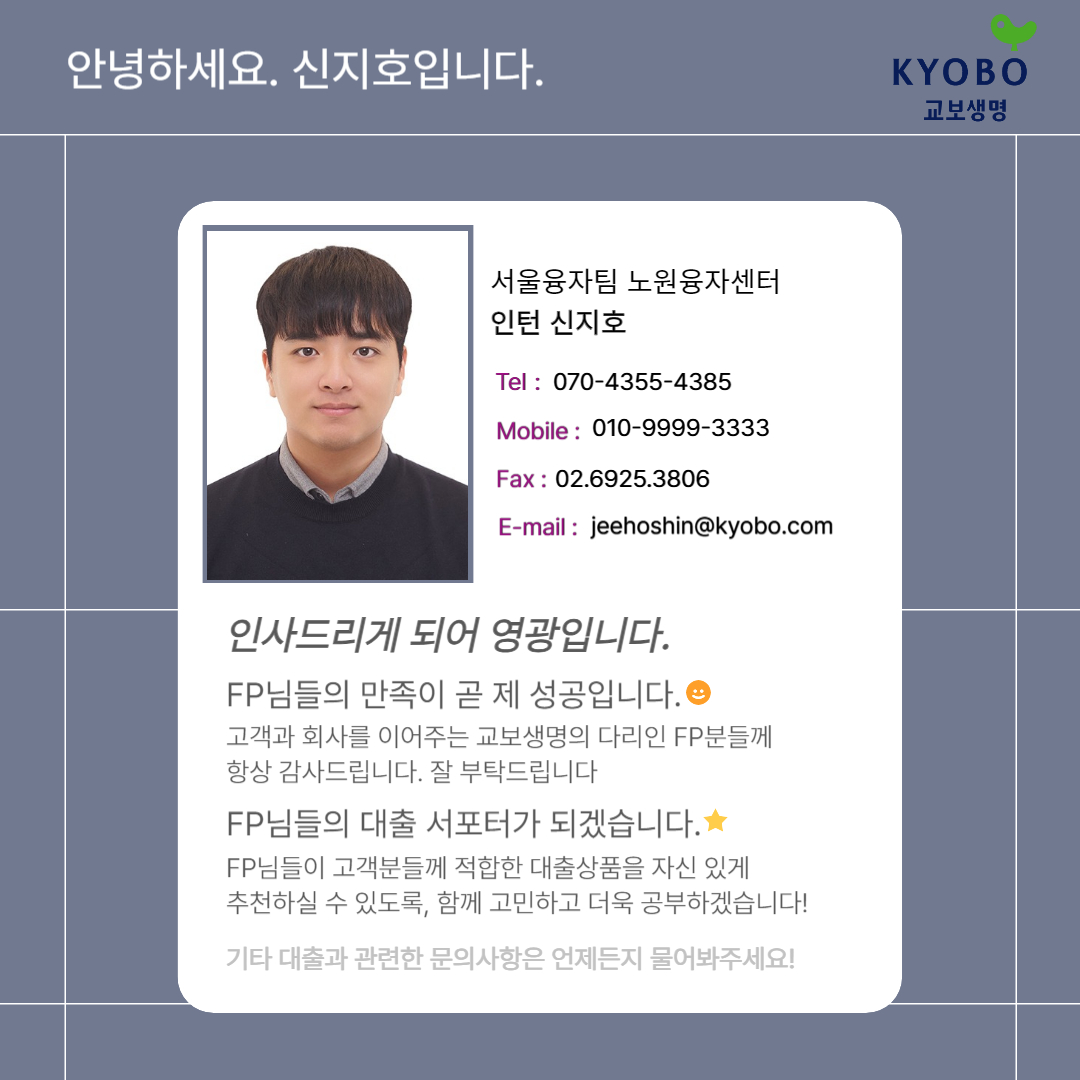 안녕하세요. 신지호입니다.
KYOBO
교보생명
서울융자팀 노원융자센터
인턴 신지호
Tel : 070-4355-4385
Mobile : 010-9999-3333
Fax : 02.6925.3806
E-mail : jeehoshin@kyobo.com
인사드리게 되어 영광입니다.
FP님들의 만족이 곧 제 성공입니다.
고객과 회사를 이어주는 교보생명의 다리인 FP분들께
항상 감사드립니다. 잘 부탁드립니다
FP님들의 대출 서포터가 되겠습니다.
FP님들이 고객분들께 적합한 대출상품을 자신 있게
추천하실 수 있도록, 함께 고민하고 더욱 공부하겠습니다!
기타 대출과 관련한 문의사항은 언제든지 물어봐주세요!